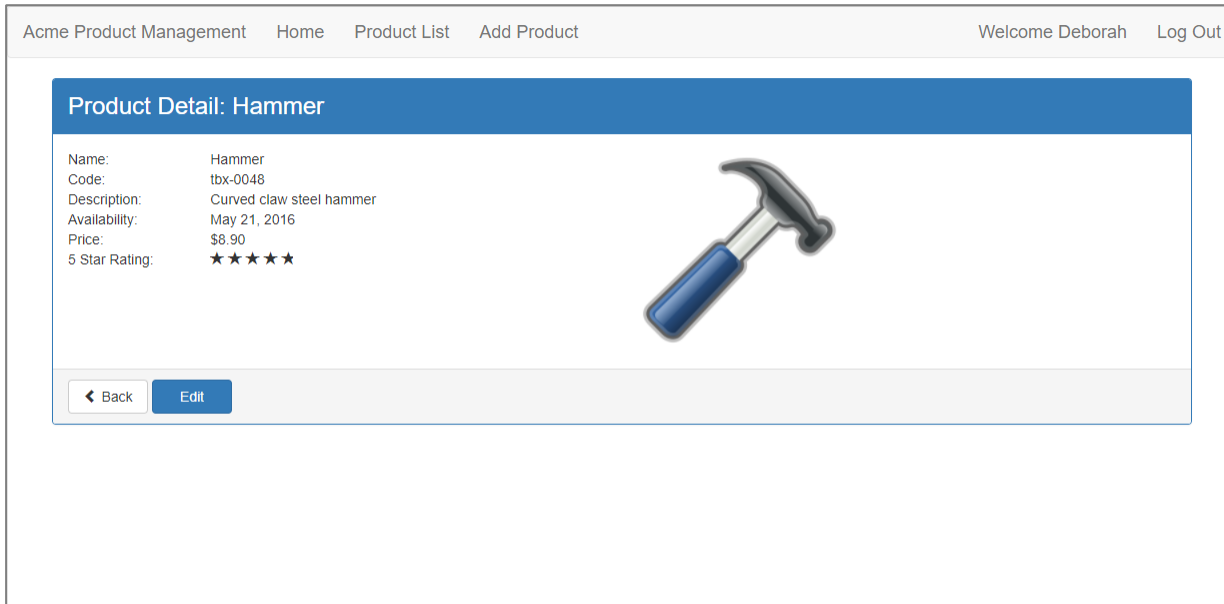 Acme Product Management Home Product List Add Product Welcome Deborah Log Out
Product Detail: Hammer
Name: Hammer
Code: tbx-0048
Description: Curved claw steel hammer
Availability: May 21, 2016
Price: $8.90
5 Star Rating:
Back Edit